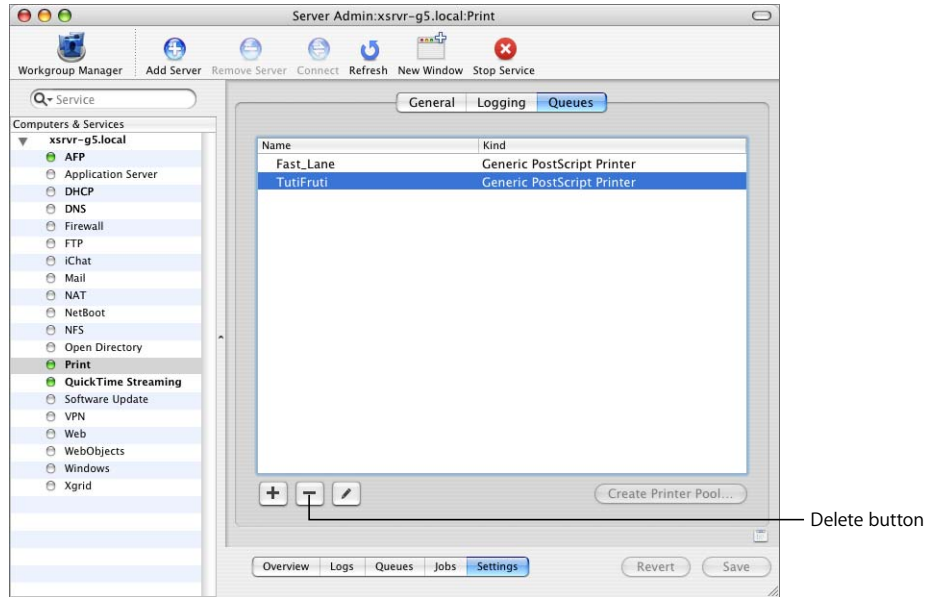 Server Admin:xsrvr-g5.local:Print
Workgroup Manager Add Server Remove Server Connect Refresh New Window Stop Service
Service
General Logging Queues
Computers & Services
xsrvr-g5.local
AFP
Application Server
DHCP
DNS
Firewall
FTP
iChat
Mail
NAT
NetBoot
NFS
Open Directory
Print
QuickTime Streaming
Software Update
VPN
Web
WebObjects
Windows
Xgrid
Name Kind
Fast_Lane Generic PostScript Printer
TutiFruti Generic PostScript Printer
Create Printer Pool...
Delete button
Overview Logs Queues Jobs Settings Revert Save